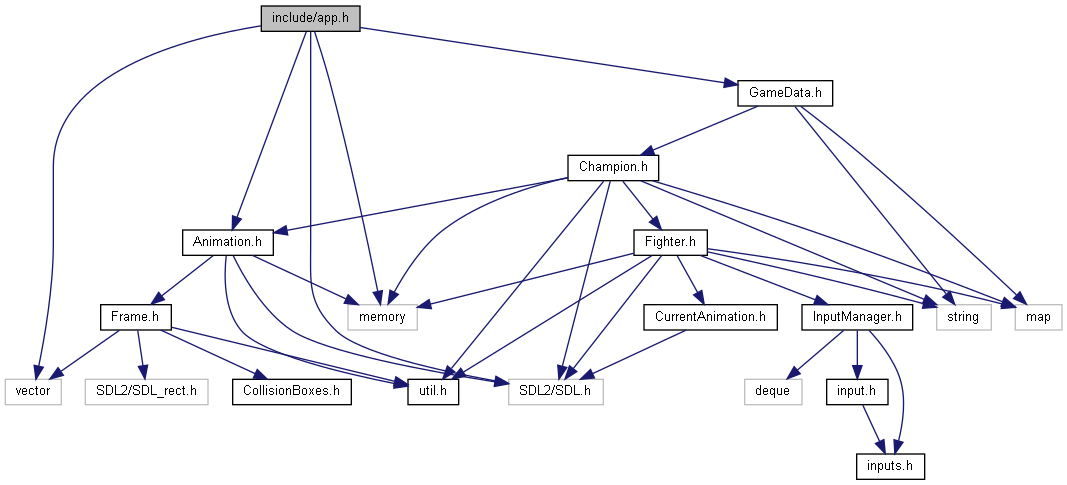 include/app.h
GameData.h
Champion.h
Animation.h
Fighter.h
Frame.h
memory
CurrentAnimation.h
InputManager.h
string
map
vector
SDL2/SDL_rect.h
CollisionBoxes.h
util.h
SDL2/SDL.h
deque
input.h
inputs.h